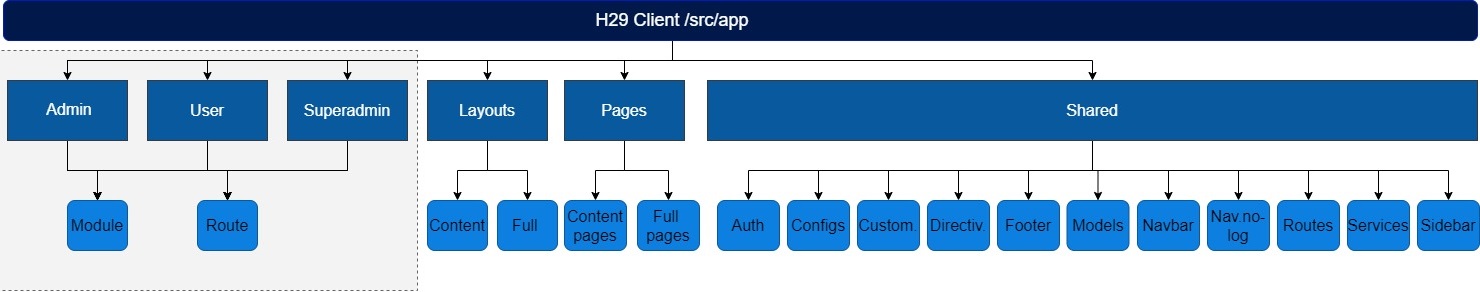 H29 Client /src/app
Admin
User
Superadmin
Layouts
Pages
Shared
Module
Route
Content
Full
Content
pages
Full
pages
Auth
Configs
Custom.
Directiv.
Footer
Models
Navbar
Nav.no-
log
Routes
Services
Sidebar